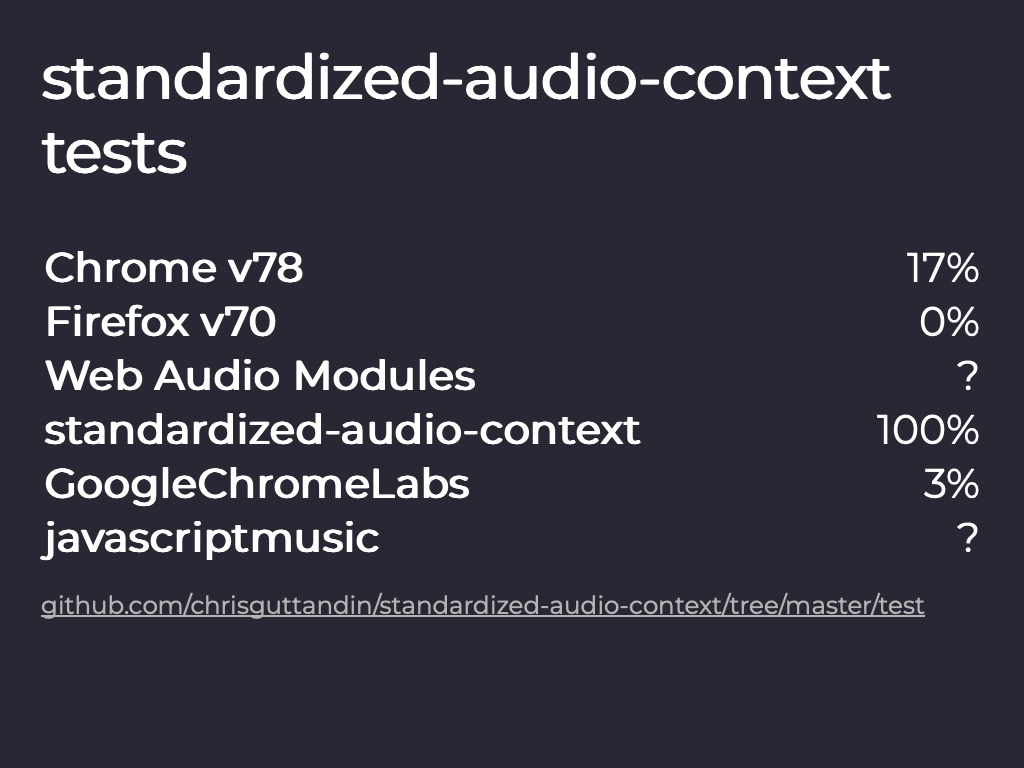 standardized-audio-context
tests
Chrome v78 17%
Firefox v70 0%
Web Audio Modules ?
standardized-audio-context 100%
GoogleChromeLabs 3%
javascriptmusic ?
github.com/chrisguttandin/standardized-audio-context/tree/master/test